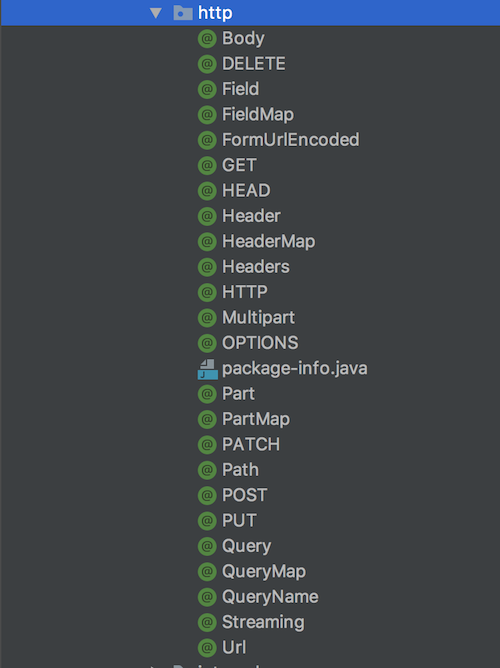 http
Body
DELETE
Field
FieldMap
FormUrlEncoded
GET
HEAD
Header
HeaderMap
Headers
HTTP
Multipart
OPTIONS
package-info.java
Part
PartMap
PATCH
Path
POST
PUT
Query
QueryMap
QueryName
Streaming
Url